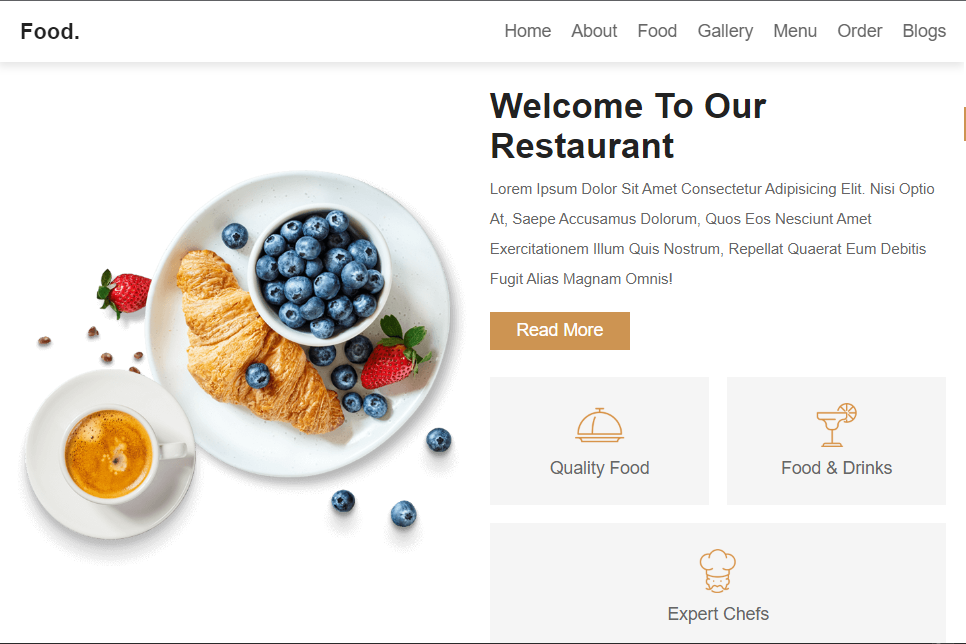 Food.
Home About Food Gallery Menu Order Blogs
Welcome To Our
Restaurant
Lorem Ipsum Dolor Sit Amet Consectetur Adipisicing Elit. Nisi Optio
At, Saepe Accusamus Dolorum, Quos Eos Nesciunt Amet
Exercitationem Illum Quis Nostrum, Repellat Quaerat Eum Debitis
Fugit Alias Magnam Omnis!
Read More
Quality Food
Food & Drinks
Expert Chefs